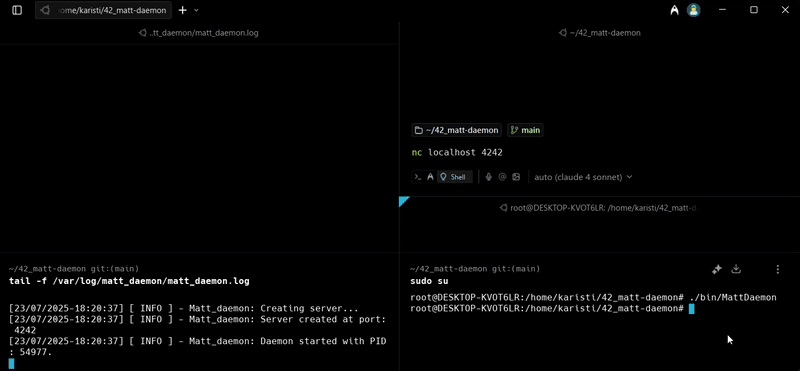 ome/karisti/42_matt-daemon
..tt_daemon/matt_daemon.log
~/42_matt-daemon
~/42_matt-daemon main
nc localhost 4242
Shell
auto (claude 4 sonnet)
root@DESKTOP-KVOT6LR: /home/karisti/42_matt-d
~/42_matt-daemon git:(main)
tail -f /var/log/matt_daemon/matt_daemon.log
[23/07/2025-18:20:37] [ INFO ] - Matt_daemon: Creating server...
[23/07/2025-18:20:37] [ INFO ] - Matt_daemon: Server created at port:
4242
[23/07/2025-18:20:37] [ INFO ] - Matt_daemon: Daemon started with PID
: 54977.
~/42_matt-daemon git:(main)
sudo su
root@DESKTOP-KVOT6LR:/home/karisti/42_matt-daemon# ./bin/MattDaemon
root@DESKTOP-KVOT6LR:/home/karisti/42_matt-daemon#